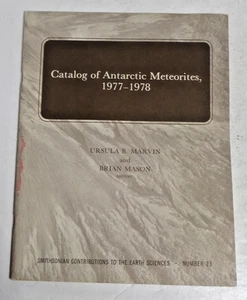 Catalog of Antarctic Meteorites,
1977–1978
URSULA B. MARVIN
and
BRIAN MASON
SMITHSONIAN CONTRIBUTIONS TO THE EARTH SCIENCES • NUMBER 23